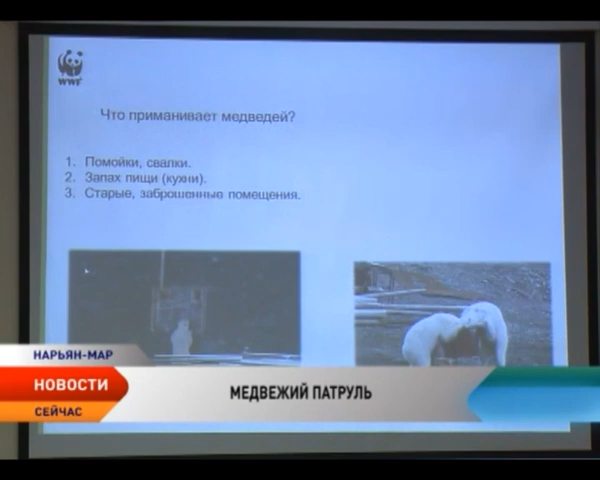 WWF
Что приманивает медведей?
1. Помойки, свалки.
2. Запах пищи (кухни).
3. Старые, заброшенные помещения.
НАРЬЯН-МАР
НОВОСТИ
СЕЙЧАС
МЕДВЕЖИЙ ПАТРУЛЬ